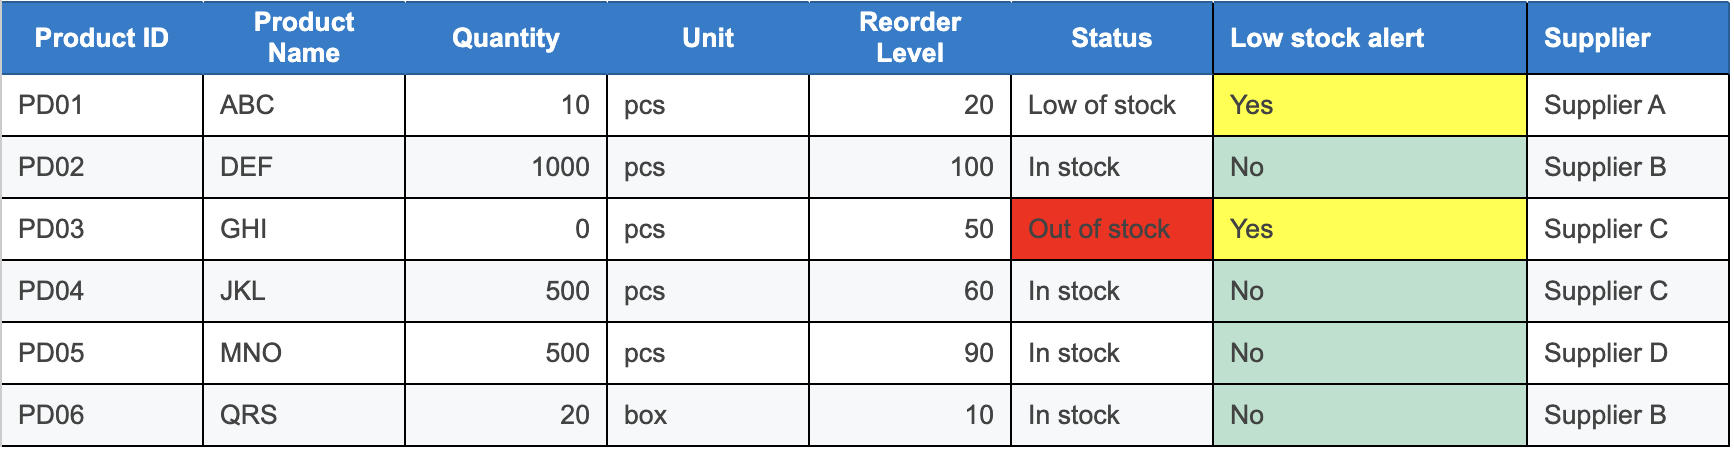 Product ID Product Name Quantity Unit Reorder Level Status Low stock alert Supplier
PD01 ABC 10 pcs 20 Low of stock Yes Supplier A
PD02 DEF 1000 pcs 100 In stock No Supplier B
PD03 GHI 0 pcs 50 Out of stock Yes Supplier C
PD04 JKL 500 pcs 60 In stock No Supplier C
PD05 MNO 500 pcs 90 In stock No Supplier D
PD06 QRS 20 box 10 In stock No Supplier B